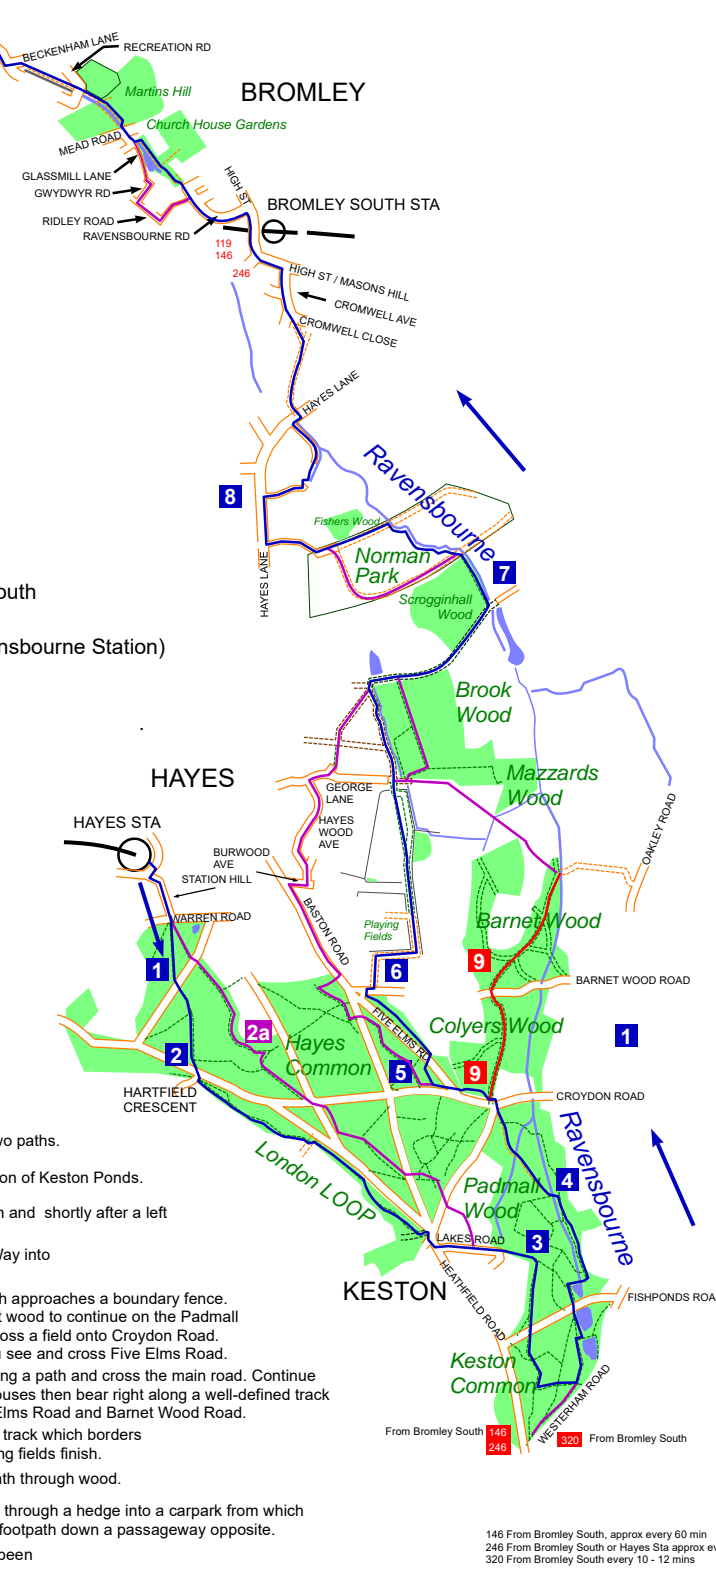 BECKENHAM LANE
RECREATION RD
Martins Hill
BROMLEY
Church House Gardens
MEAD ROAD
GLASSMILL LANE
GWYDWYR RD
HIGH ST
RIDLEY ROAD
BROMLEY SOUTH STA
RAVENSBOURNE RD
119
146
246
HIGH ST / MASONS HILL
CROMWELL AVE
CROMWELL CLOSE
HAYES LANE
Ravensbourne
8
Fishers Wood
Norman
Park
7
HAYES LANE
Scrogginhall
Wood
outh
nsbourne Station)
Brook
Wood
.
HAYES
Mazzards
Wood
GEORGE
LANE
HAYES STA
HAYES
WOOD
AVE
OAKLEY ROAD
BURWOOD
AVE
STATION HILL
WARREN ROAD
BASTON ROAD
Playing
Fields
Barnet Wood
1
6
9
BARNET WOOD ROAD
2a
FIVE ELMS RD
Colyers Wood
1
2
Hayes
Common
5
9
HARTFIELD
CRESCENT
CROYDON ROAD
London LOOP
Ravensbourne
wo paths.
on of Keston Ponds.
Padmall
Wood
4
n and  shortly after a left
3
LAKES ROAD
Way into
HEATHFIELD ROAD
KESTON
h approaches a boundary fence.
t wood to continue on the Padmall
oss a field onto Croydon Road.
u see and cross Five Elms Road.
FISHPONDS ROA
Keston
Common
ng a path and cross the main road. Continue
ouses then bear right along a well-defined track
Elms Road and Barnet Wood Road.
WESTERHAM ROAD
track which borders
ng fields finish.
From Bromley South
146
246
320
From Bromley South
ath through wood.
through a hedge into a carpark from which
footpath down a passageway opposite.
been
146 From Bromley South, approx every 60 min
246 From Bromley South or Hayes Sta approx ev
320 From Bromley South every 10 - 12 mins